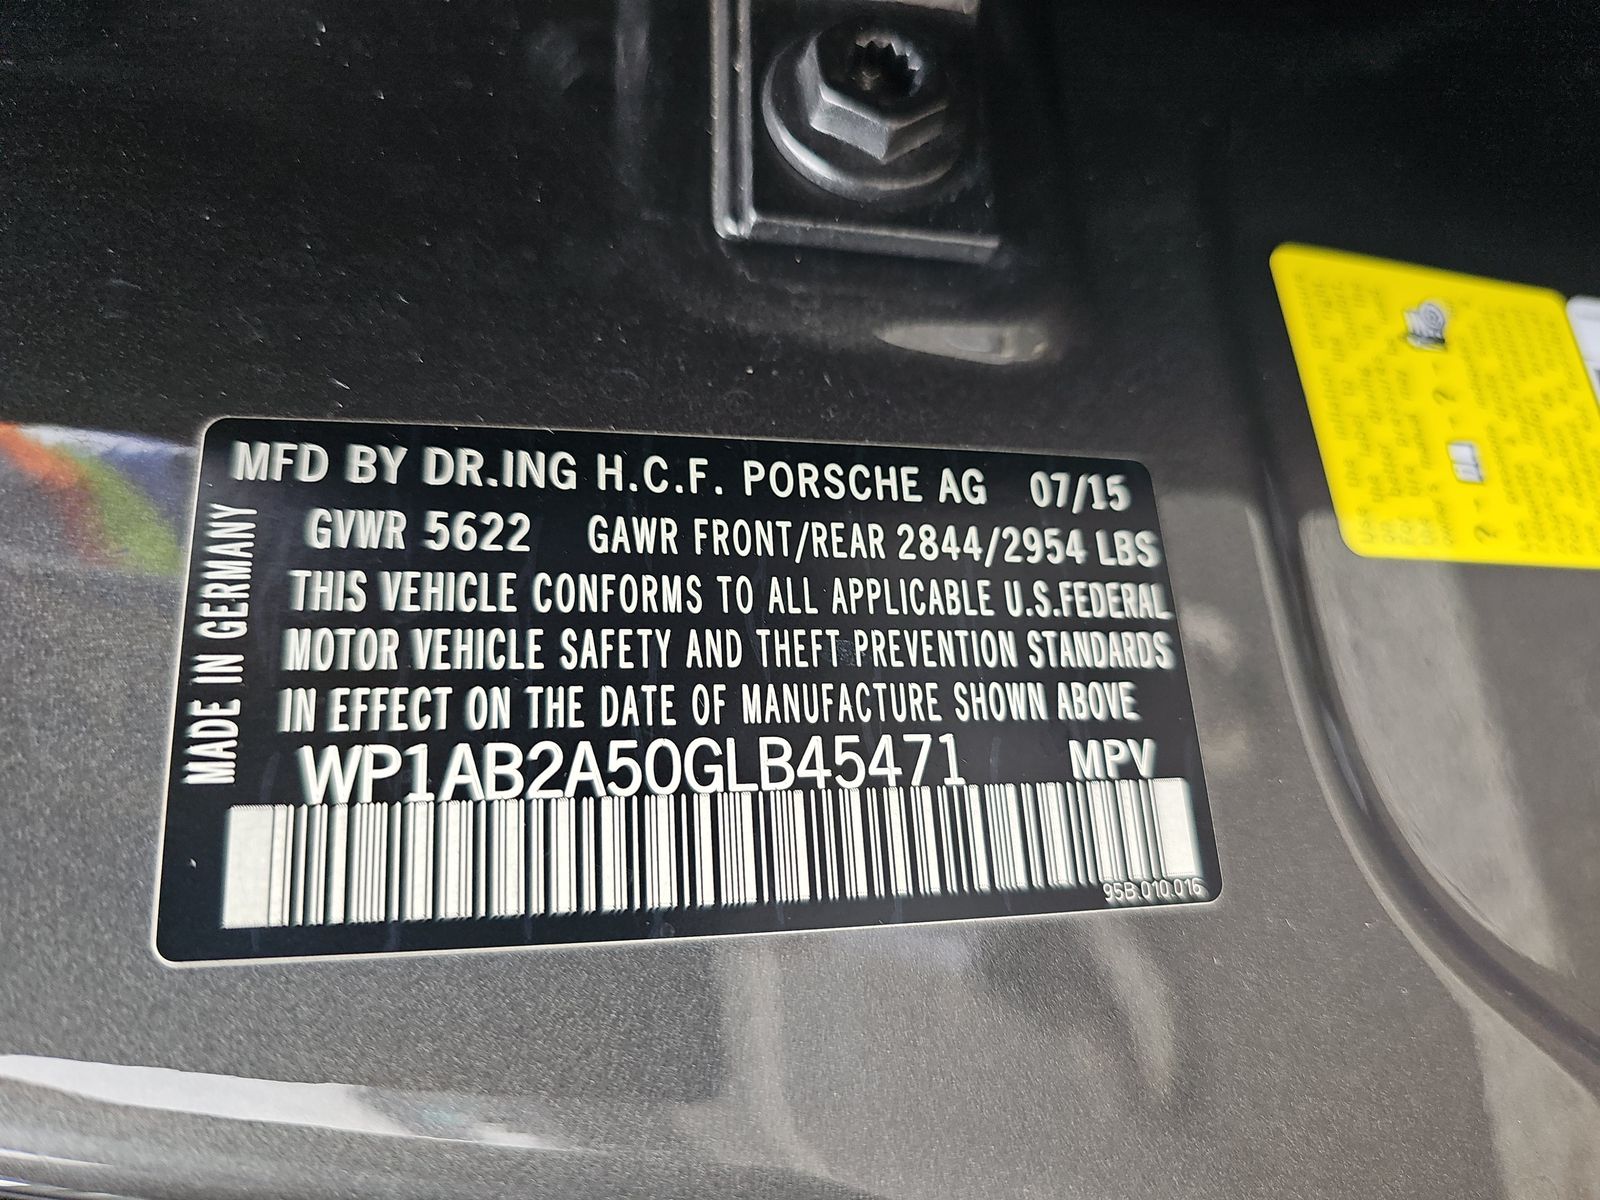 MFD BY DR.ING H.C.F. PORSCHE AG 07/15
GVWR 5622 GAWR FRONT/REAR 2844/2954 LBS
THIS VEHICLE CONFORMS TO ALL APPLICABLE U.S.FEDERAL
MOTOR VEHICLE SAFETY AND THEFT PREVENTION STANDARDS
IN EFFECT ON THE DATE OF MANUFACTURE SHOWN ABOVE
WP1AB2A50GLB45471 MPV
95B.010.016
MADE IN GERMANY